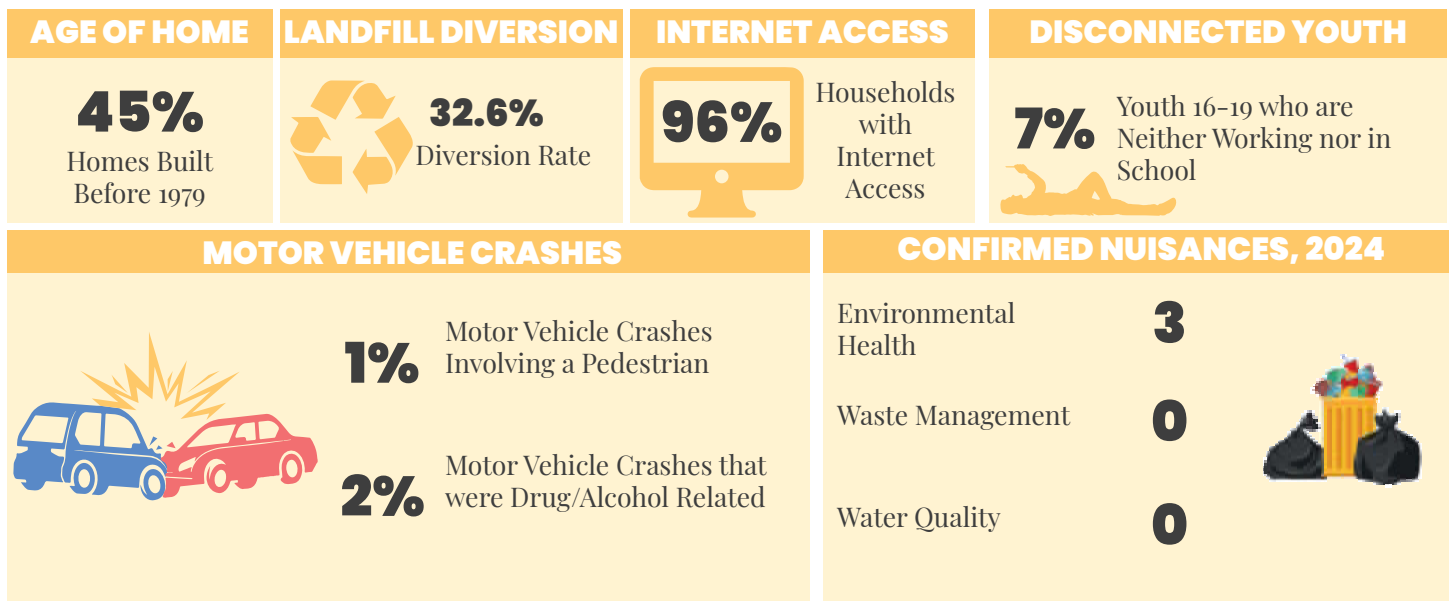 AGE OF HOME
45%
Homes Built
Before 1979
LANDFILL DIVERSION
32.6%
Diversion Rate
INTERNET ACCESS
96%
Households
with
Internet
Access
DISCONNECTED YOUTH
7%
Youth 16-19 who are
Neither Working nor in
School
MOTOR VEHICLE CRASHES
1%
Motor Vehicle Crashes
Involving a Pedestrian
2%
Motor Vehicle Crashes that
were Drug/Alcohol Related
CONFIRMED NUISANCES, 2024
Environmental
Health
3
Waste Management
0
Water Quality
0